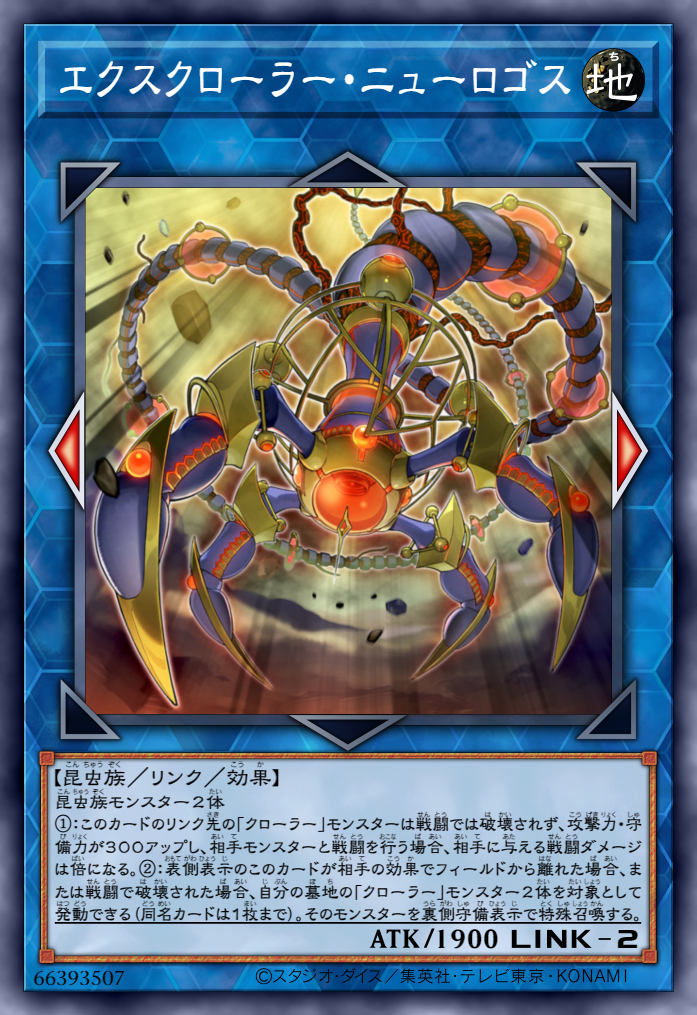 エクスクローラー・ニューロゴス 地
【昆虫族／リンク／効果】
昆虫族モンスター２体
①：このカードのリンク先の「クローラー」モンスターは戦闘では破壊されず、攻撃力・守
備力が３００アップし、相手モンスターと戦闘を行う場合、相手に与える戦闘ダメージ
は倍になる。②：表側表示のこのカードが相手の効果でフィールドから離れた場合、ま
たは戦闘で破壊された場合、自分の墓地の「クローラー」モンスター２体を対象として
発動できる（同名カードは１枚まで）。そのモンスターを裏側守備表示で特殊召喚する。
ATK/1900 LINK-2
66393507 ©スタジオ・ダイス／集英社・テレビ東京・KONAMI